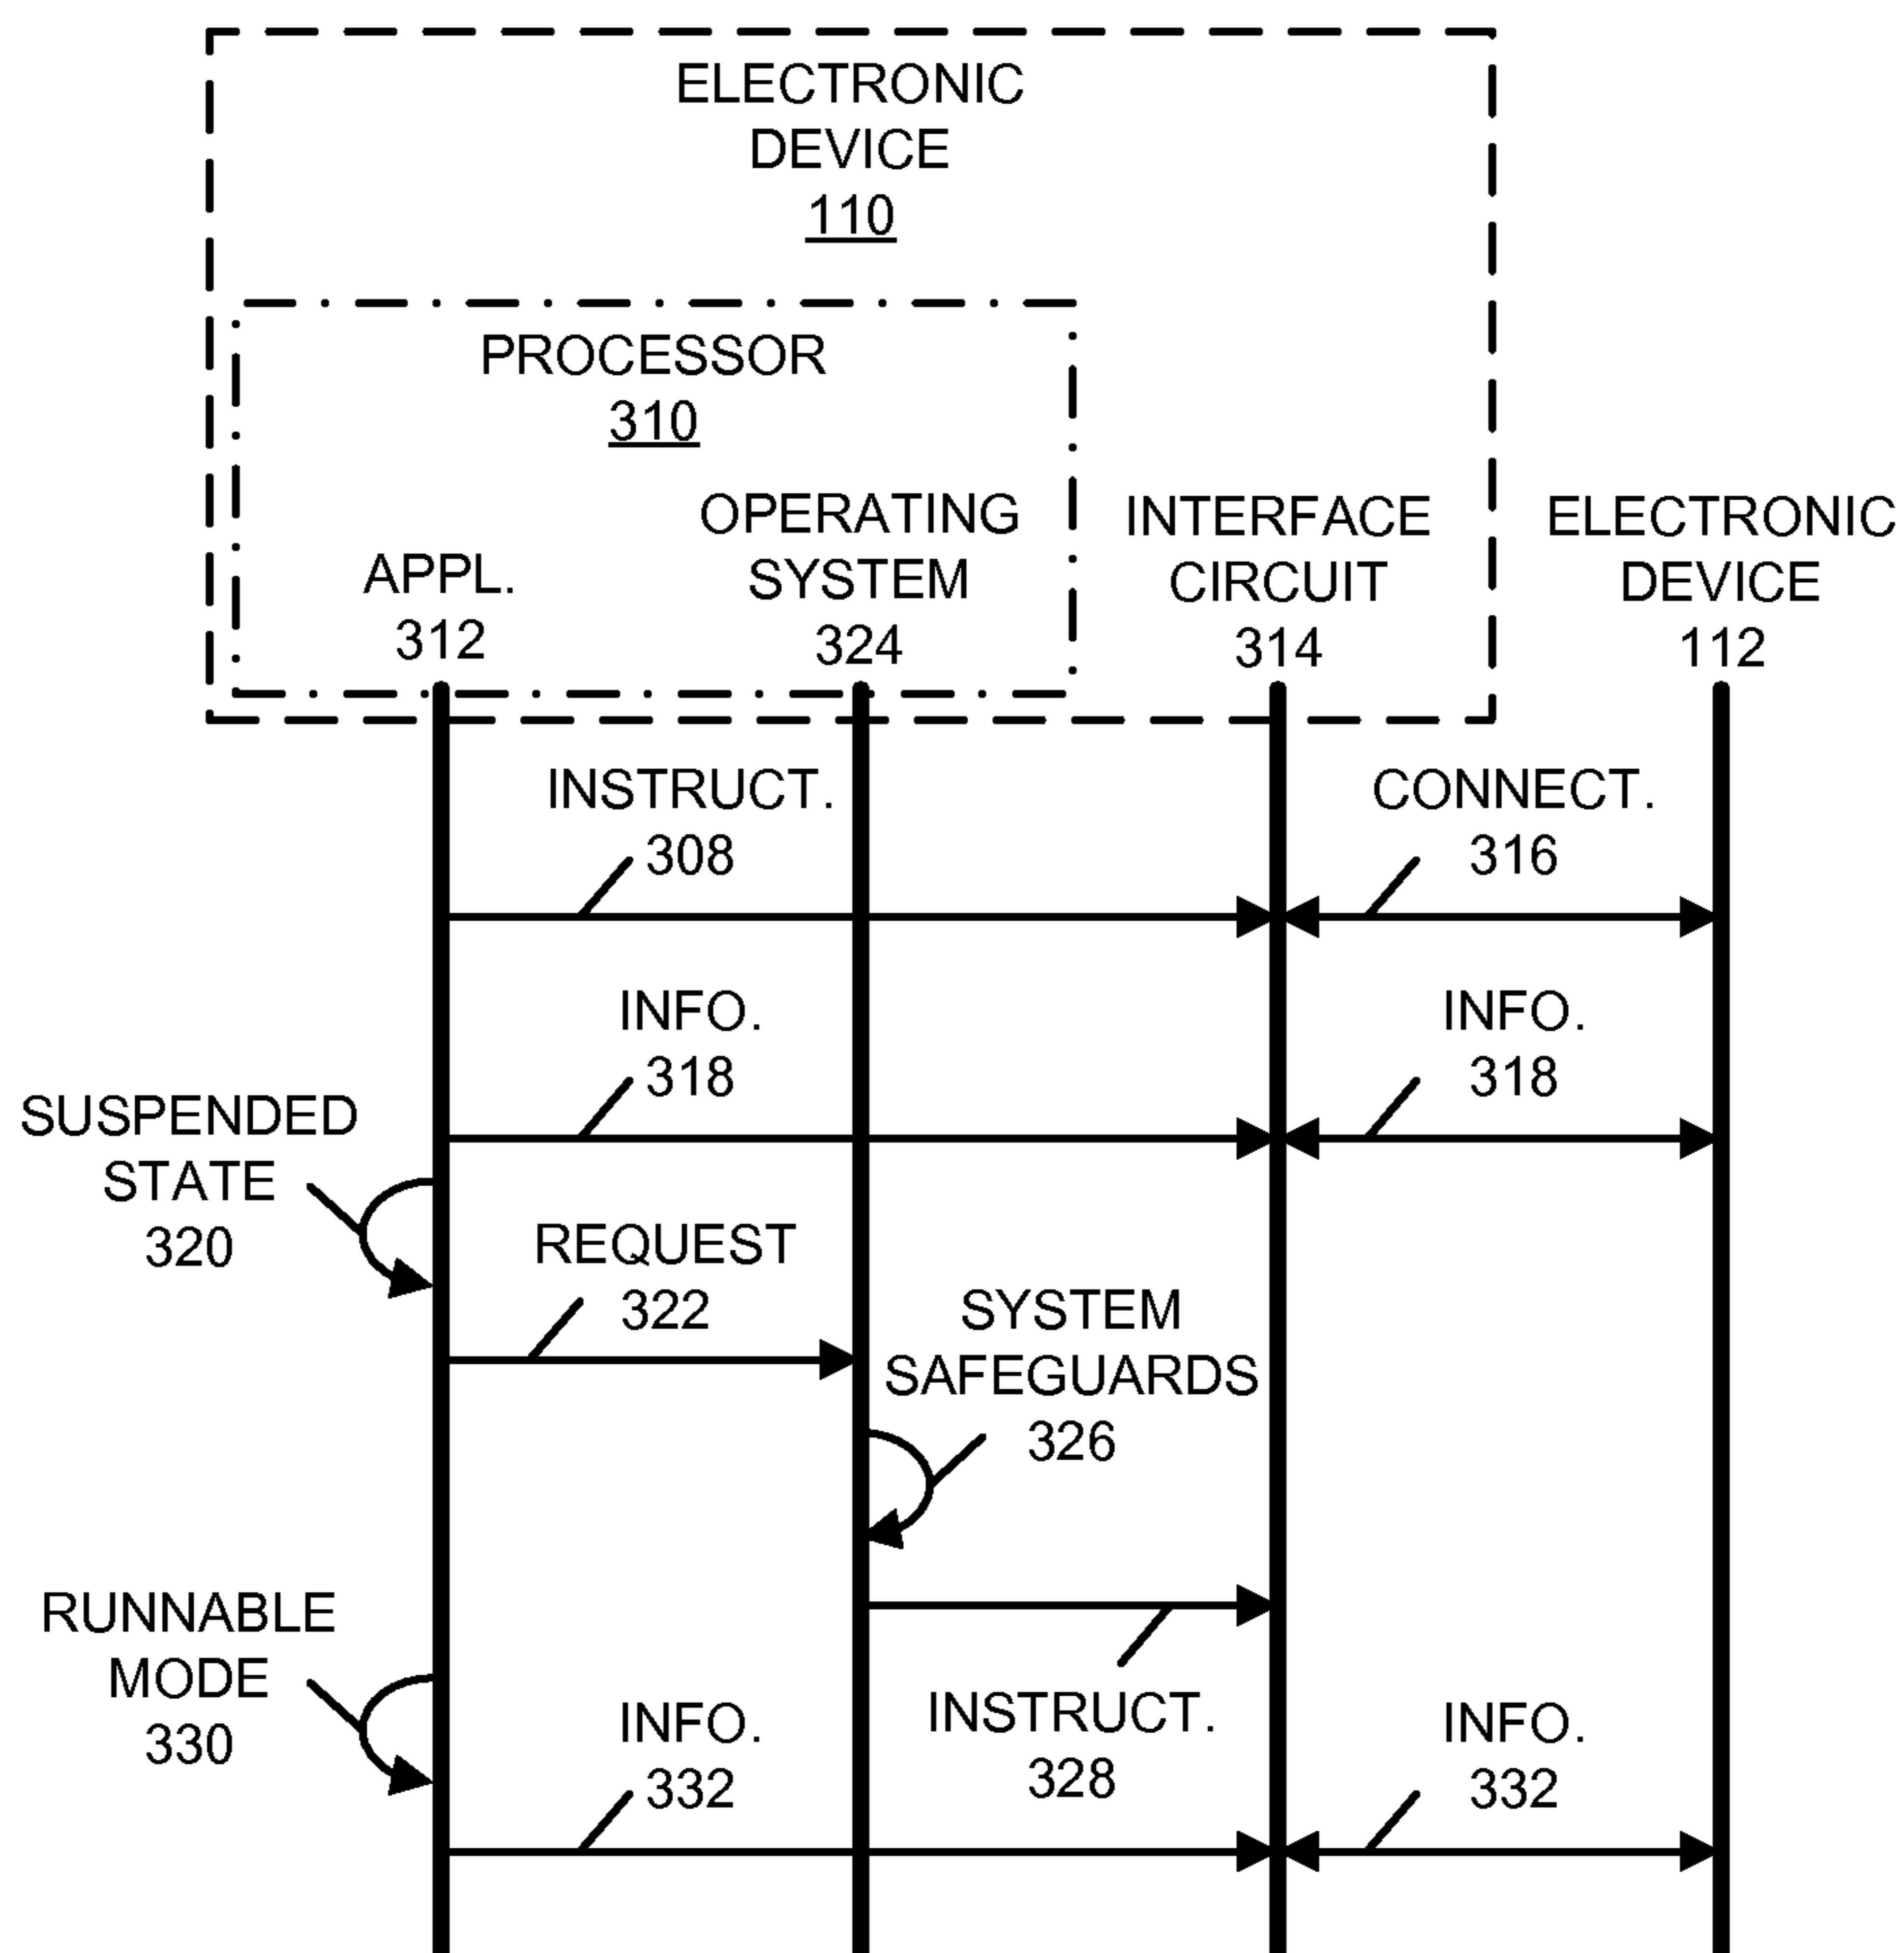 ELECTRONIC
DEVICE
110
PROCESSOR
310
APPL.
312
OPERATING
SYSTEM
324
INTERFACE
CIRCUIT
314
ELECTRONIC
DEVICE
112
INSTRUCT.
308
CONNECT.
316
INFO.
318
INFO.
318
SUSPENDED
STATE
320
REQUEST
322
SYSTEM
SAFEGUARDS
326
INSTRUCT.
328
RUNNABLE
MODE
330
INFO.
332
INFO.
332